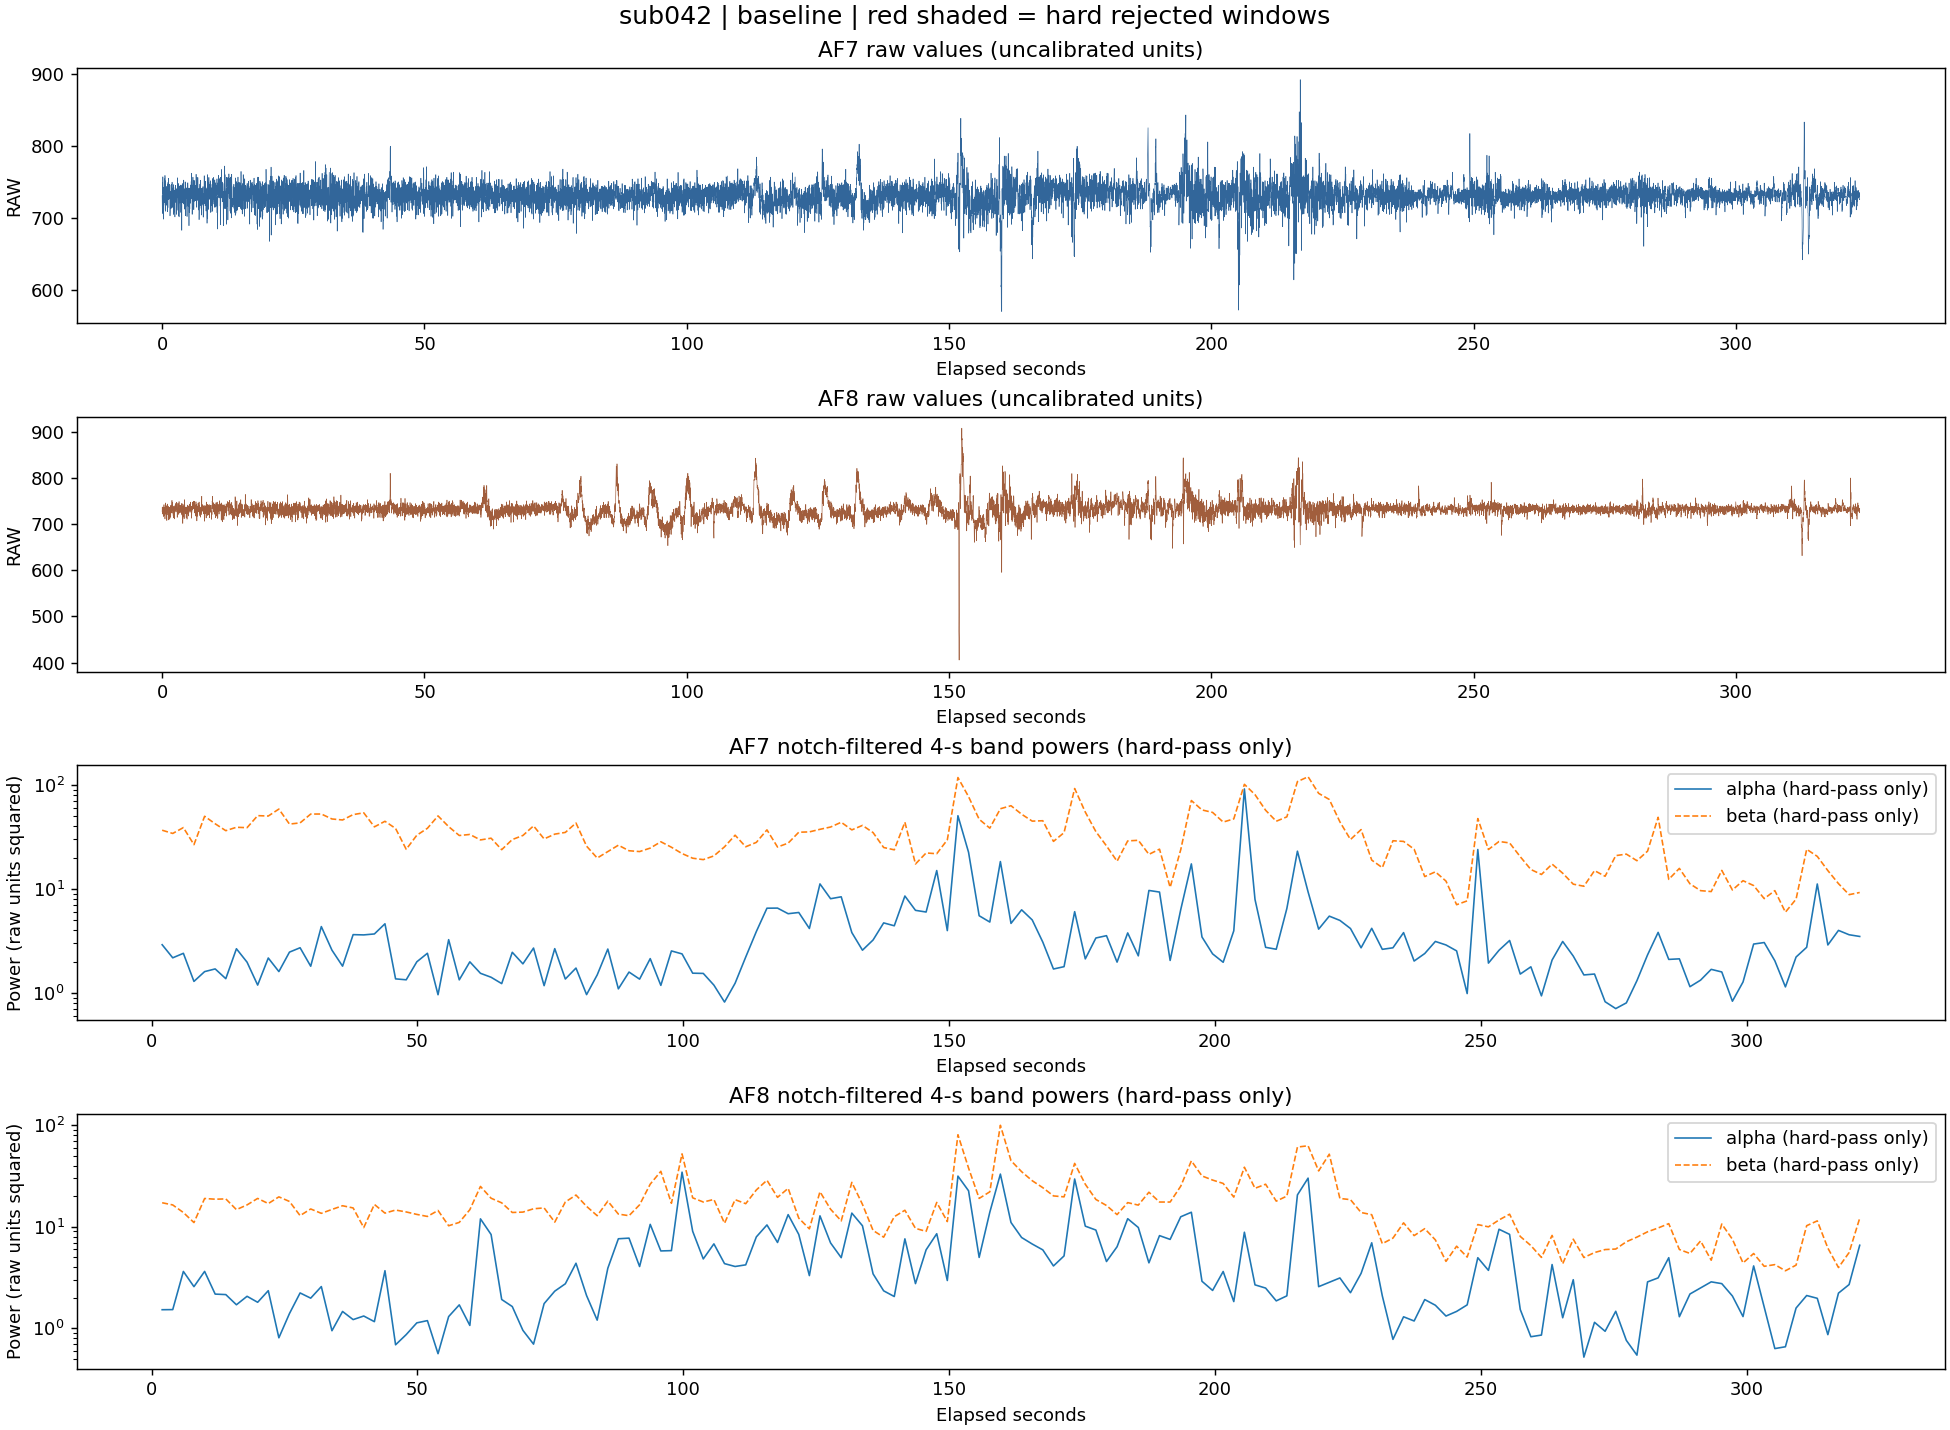 sub042 | baseline | red shaded = hard rejected windows
AF7 raw values (uncalibrated units)
900
800
700
600
RAW
0 50 100 150 200 250 300
Elapsed seconds
AF8 raw values (uncalibrated units)
900
800
700
600
500
400
RAW
0 50 100 150 200 250 300
Elapsed seconds
AF7 notch-filtered 4-s band powers (hard-pass only)
10²
10¹
10⁰
Power (raw units squared)
alpha (hard-pass only)
beta (hard-pass only)
0 50 100 150 200 250 300
Elapsed seconds
AF8 notch-filtered 4-s band powers (hard-pass only)
10²
10¹
10⁰
Power (raw units squared)
alpha (hard-pass only)
beta (hard-pass only)
0 50 100 150 200 250 300
Elapsed seconds